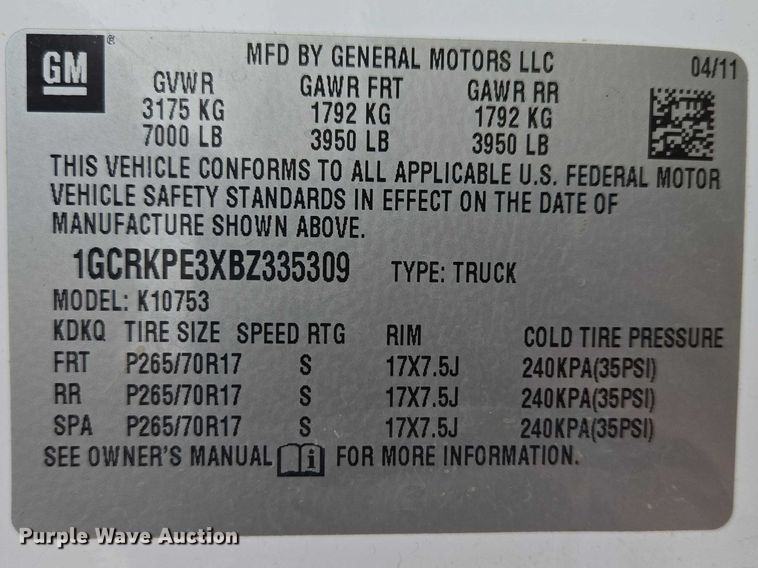 GM®
MFD BY GENERAL MOTORS LLC 04/11
GVWR GAWR FRT GAWR RR
3175 KG 1792 KG 1792 KG
7000 LB 3950 LB 3950 LB
THIS VEHICLE CONFORMS TO ALL APPLICABLE U.S. FEDERAL MOTOR
VEHICLE SAFETY STANDARDS IN EFFECT ON THE DATE OF
MANUFACTURE SHOWN ABOVE.
1GCRKPE3XBZ335309 TYPE: TRUCK
MODEL: K10753
KDKQ TIRE SIZE SPEED RTG RIM COLD TIRE PRESSURE
FRT P265/70R17 S 17X7.5J 240KPA(35PSI)
RR P265/70R17 S 17X7.5J 240KPA(35PSI)
SPA P265/70R17 S 17X7.5J 240KPA(35PSI)
SEE OWNER'S MANUAL i FOR MORE INFORMATION.
Purple Wave Auction